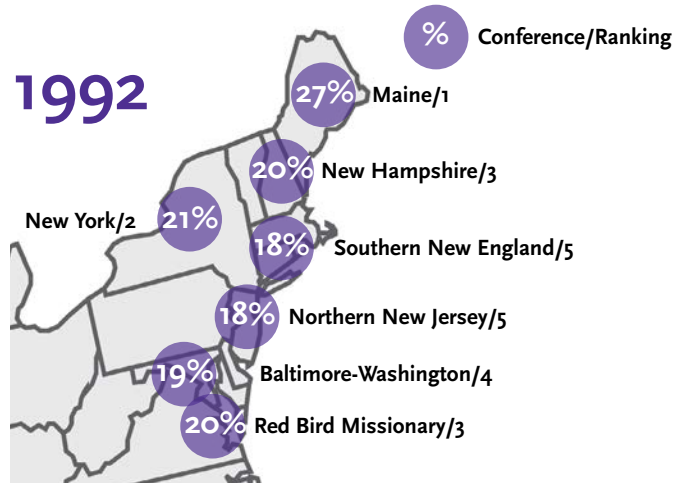 % Conference/Ranking
1992
27% Maine/1
20% New Hampshire/3
New York/2 21%
18% Southern New England/5
18% Northern New Jersey/5
19% Baltimore-Washington/4
20% Red Bird Missionary/3